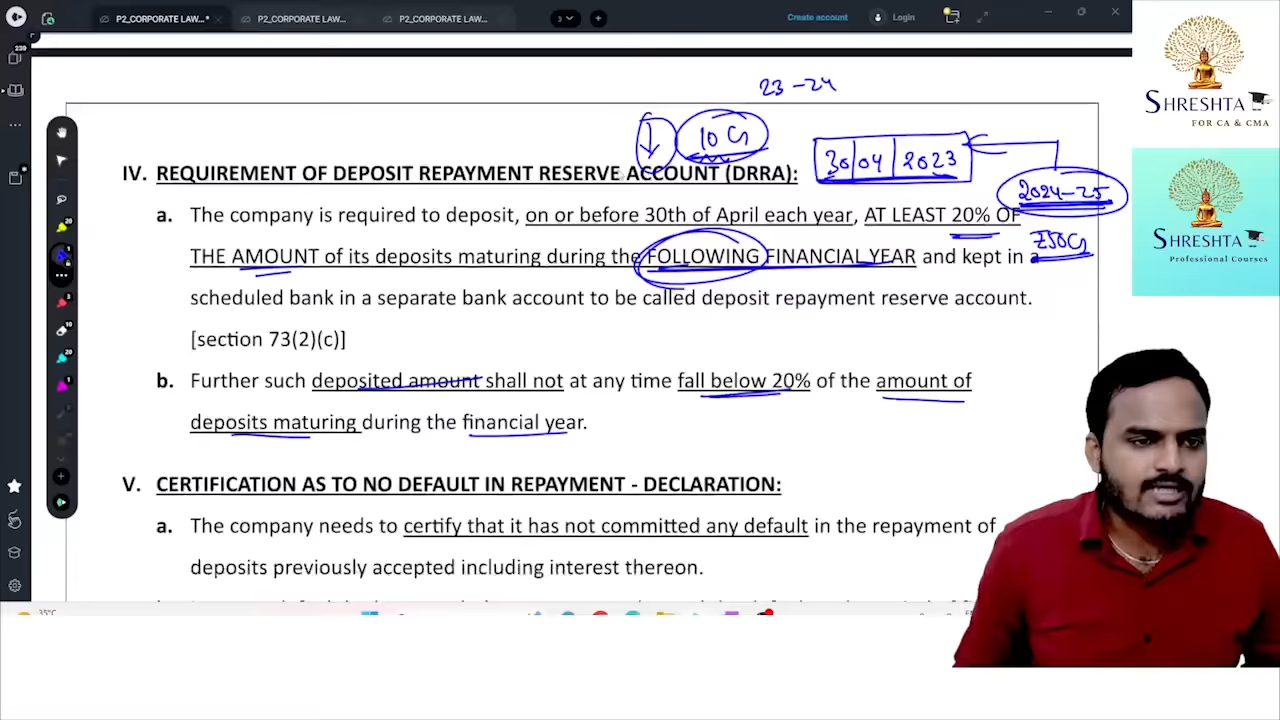 P2_CORPORATE LAW...* P2_CORPORATE LAW... P2_CORPORATE LAW... 3 Create account Login
239
23-24
10 Cr 30/04/2023
2024-25
IV. REQUIREMENT OF DEPOSIT REPAYMENT RESERVE ACCOUNT (DRRA):
a. The company is required to deposit, on or before 30th of April each year, AT LEAST 20% OF
THE AMOUNT of its deposits maturing during the FOLLOWING FINANCIAL YEAR and kept in a
scheduled bank in a separate bank account to be called deposit repayment reserve account.
[section 73(2)(c)]
b. Further such deposited amount shall not at any time fall below 20% of the amount of
deposits maturing during the financial year.
V. CERTIFICATION AS TO NO DEFAULT IN REPAYMENT - DECLARATION:
a. The company needs to certify that it has not committed any default in the repayment of
deposits previously accepted including interest thereon.
35°C
SHRESHTA
FOR CA & CMA
SHRESHTA
Professional Courses